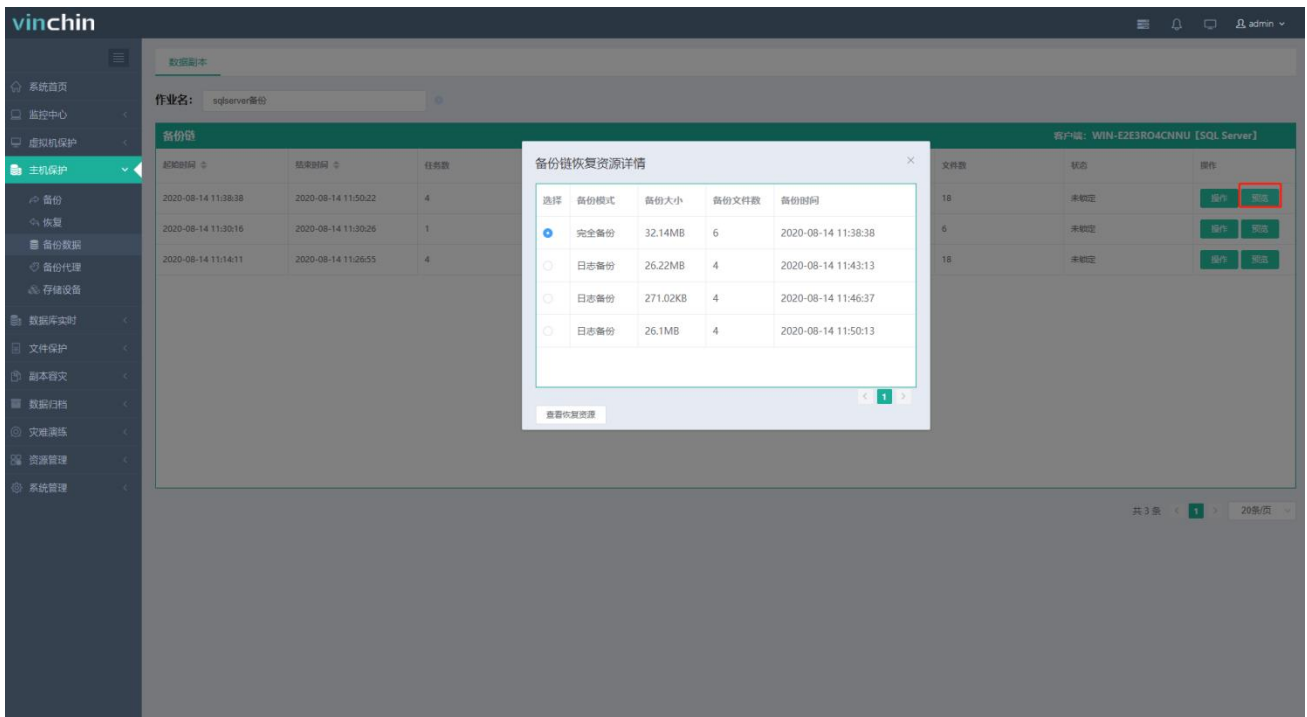 vinchin
admin
数据副本
系统首页
作业名： sqlserver备份
监控中心
虚拟机保护
备份链 客户端：WIN-E2E3RO4CNNU【SQL Server】
主机保护
起始时间 结束时间 任务数 文件数 状态 操作
备份链恢复资源详情
选择 备份模式 备份大小 备份文件数 备份时间
完全备份 32.14MB 6 2020-08-14 11:38:38
日志备份 26.22MB 4 2020-08-14 11:43:13
日志备份 271.02KB 4 2020-08-14 11:46:37
日志备份 26.1MB 4 2020-08-14 11:50:13
1
查看恢复资源
备份
2020-08-14 11:38:38 2020-08-14 11:50:22 4 18 未锁定 操作 预览
恢复
2020-08-14 11:30:16 2020-08-14 11:30:26 1 6 未锁定 操作 预览
备份数据
2020-08-14 11:14:11 2020-08-14 11:26:55 4 18 未锁定 操作 预览
备份代理
存储设备
数据库实时
文件保护
副本容灾
数据归档
灾难演练
资源管理
系统管理
共 3 条 1 20条/页